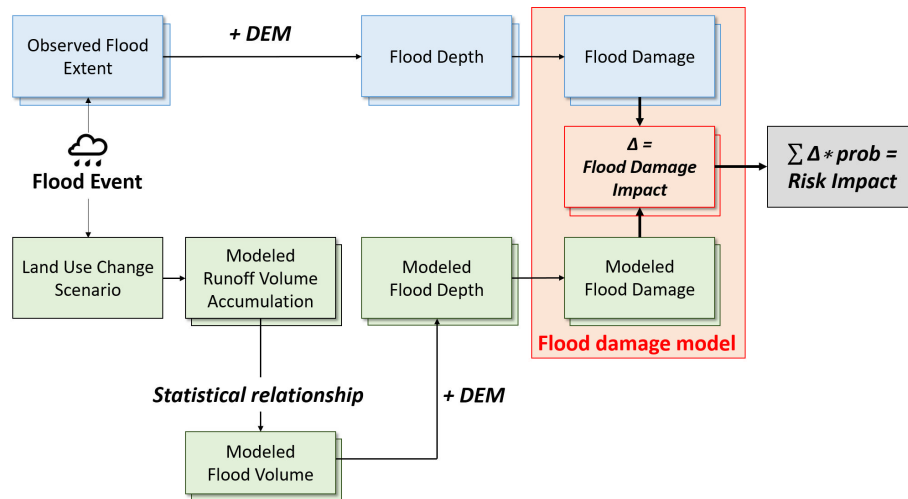 Observed Flood
Extent
+ DEM
Flood Depth
Flood Damage
Flood Event
Δ =
Flood Damage
Impact
∑ Δ* prob =
Risk Impact
Land Use Change
Scenario
Modeled
Runoff Volume
Accumulation
Modeled
Flood Depth
Modeled
Flood Damage
Flood damage model
Statistical relationship
+ DEM
Modeled
Flood Volume